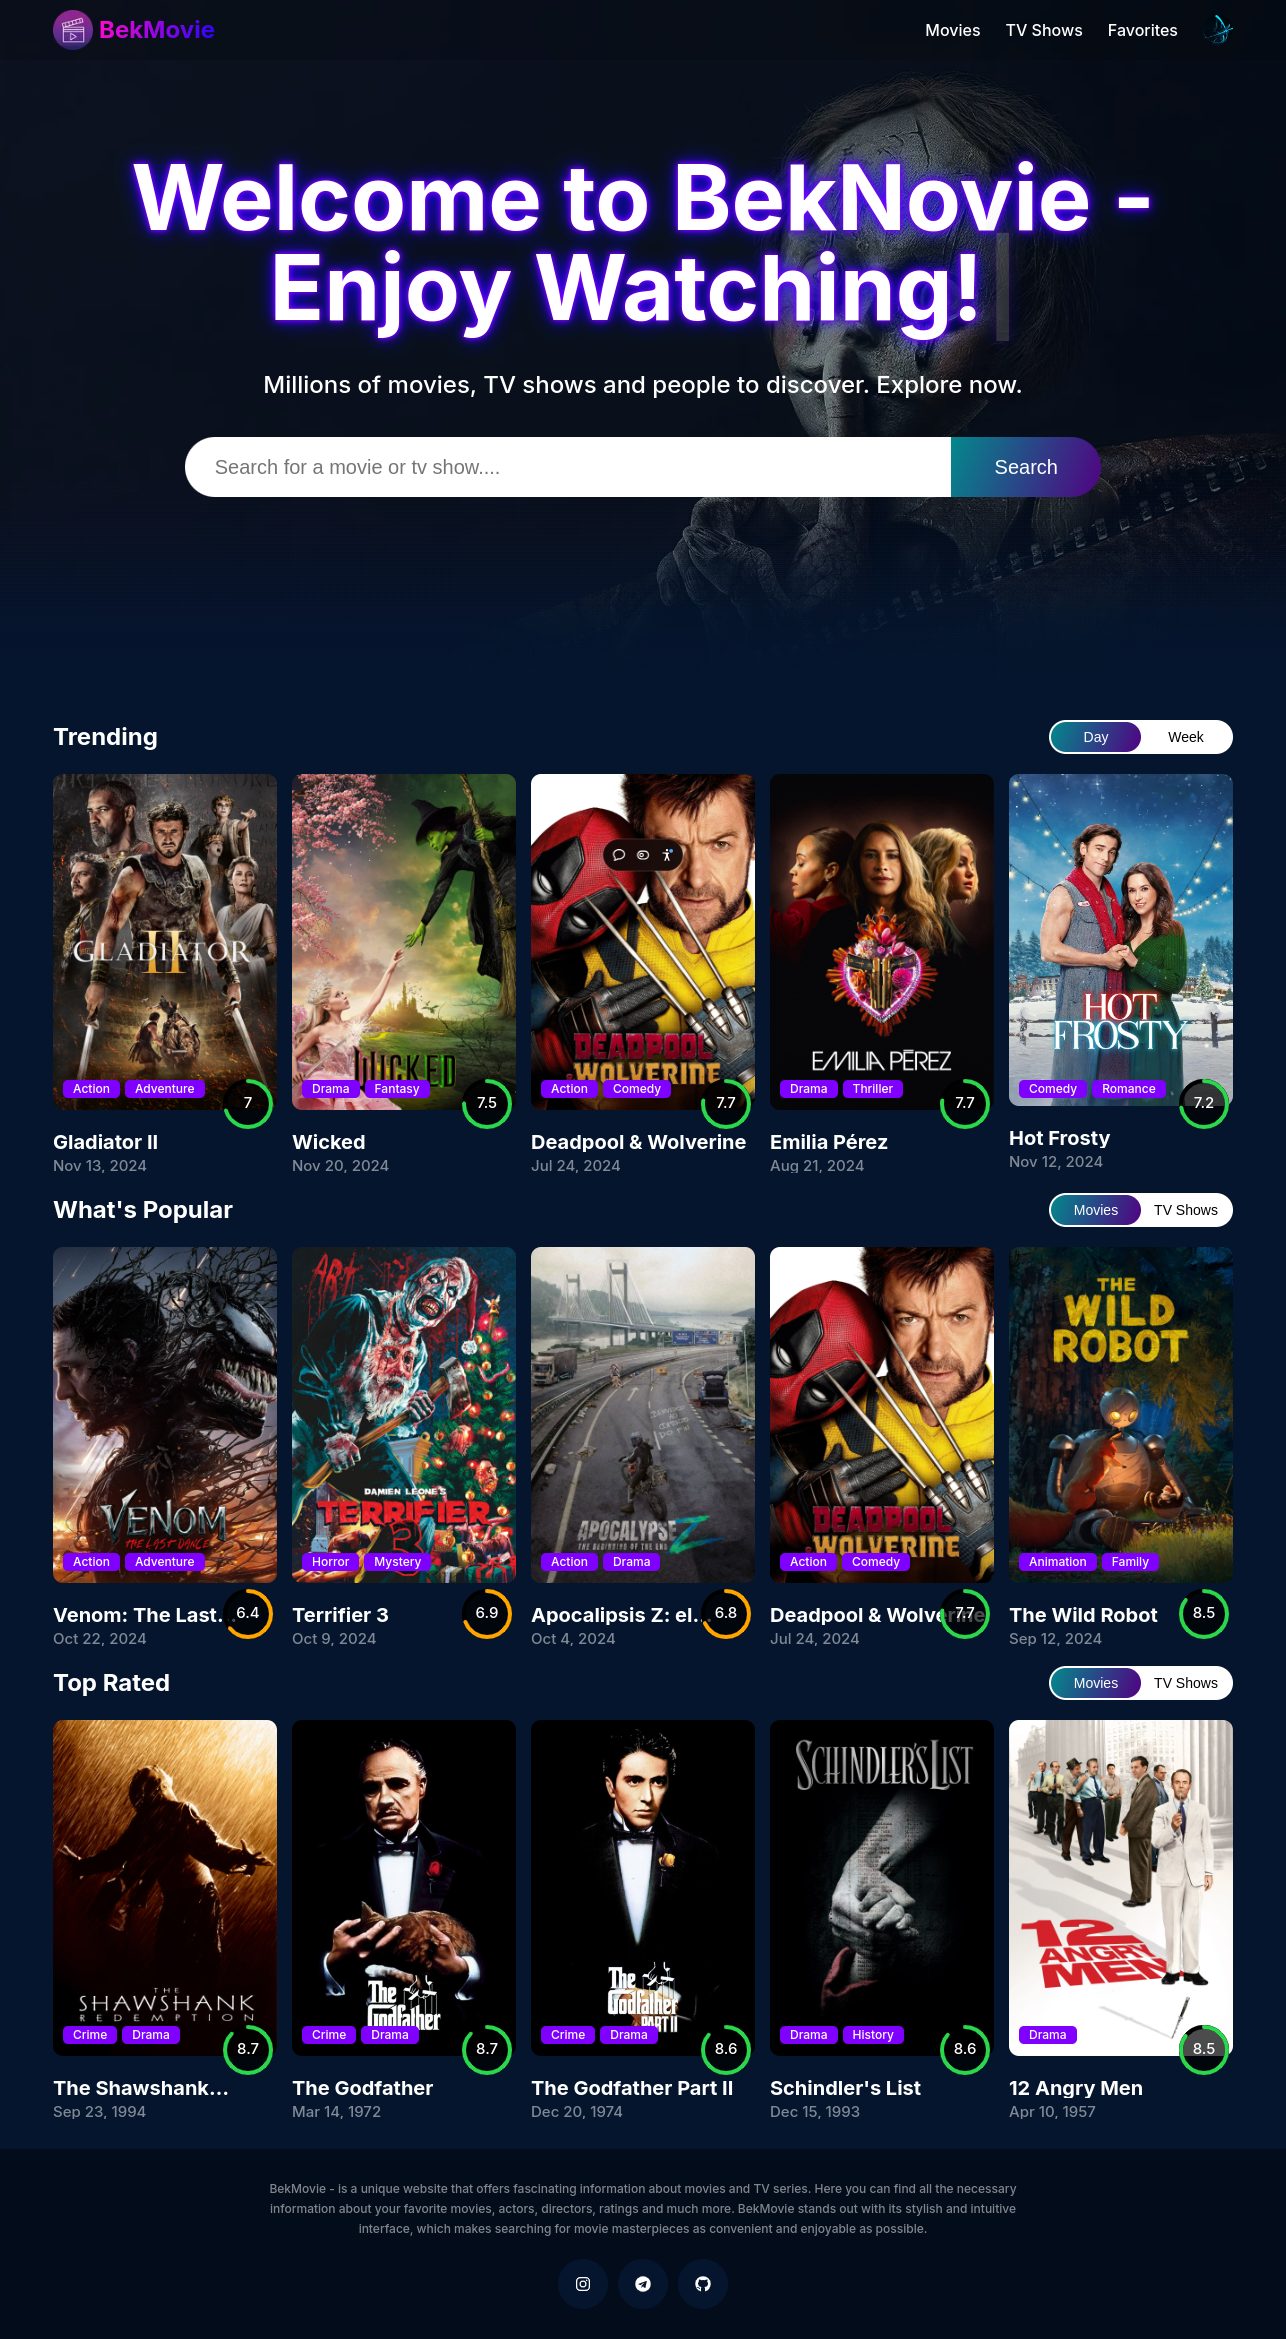 BekMovie
Movies TV Shows Favorites
Welcome to BekNovie -
Enjoy Watching!
Millions of movies, TV shows and people to discover. Explore now.
Search for a movie or tv show....
Search
Trending
Day Week
GLADIATOR
II
Action Adventure
7
Gladiator II
Nov 13, 2024
WICKED
Drama Fantasy
7.5
Wicked
Nov 20, 2024
DEADPOOL
& WOLVERINE
Action Comedy
7.7
Deadpool & Wolverine
Jul 24, 2024
EMILIA PÉREZ
Drama Thriller
7.7
Emilia Pérez
Aug 21, 2024
HOT
FROSTY
Comedy Romance
7.2
Hot Frosty
Nov 12, 2024
What's Popular
Movies TV Shows
VENOM
THE LAST DANCE
Action Adventure
6.4
Venom: The Last...
Oct 22, 2024
ART
DAMIEN LEONE'S
TERRIFIER
3
Horror Mystery
6.9
Terrifier 3
Oct 9, 2024
APOCALYPSE Z
THE BEGINNING OF THE END
Action Drama
6.8
Apocalipsis Z: el...
Oct 4, 2024
DEADPOOL
& WOLVERINE
Action Comedy
7.7
Deadpool & Wolverine
Jul 24, 2024
THE
WILD
ROBOT
Animation Family
8.5
The Wild Robot
Sep 12, 2024
Top Rated
Movies TV Shows
THE
SHAWSHANK
REDEMPTION
Crime Drama
8.7
The Shawshank...
Sep 23, 1994
The
Godfather
Crime Drama
8.7
The Godfather
Mar 14, 1972
The
Godfather
PART II
Crime Drama
8.6
The Godfather Part II
Dec 20, 1974
SCHINDLER'S LIST
Drama History
8.6
Schindler's List
Dec 15, 1993
12
ANGRY
MEN
Drama
8.5
12 Angry Men
Apr 10, 1957
BekMovie - is a unique website that offers fascinating information about movies and TV series. Here you can find all the necessary
information about your favorite movies, actors, directors, ratings and much more. BekMovie stands out with its stylish and intuitive
interface, which makes searching for movie masterpieces as convenient and enjoyable as possible.